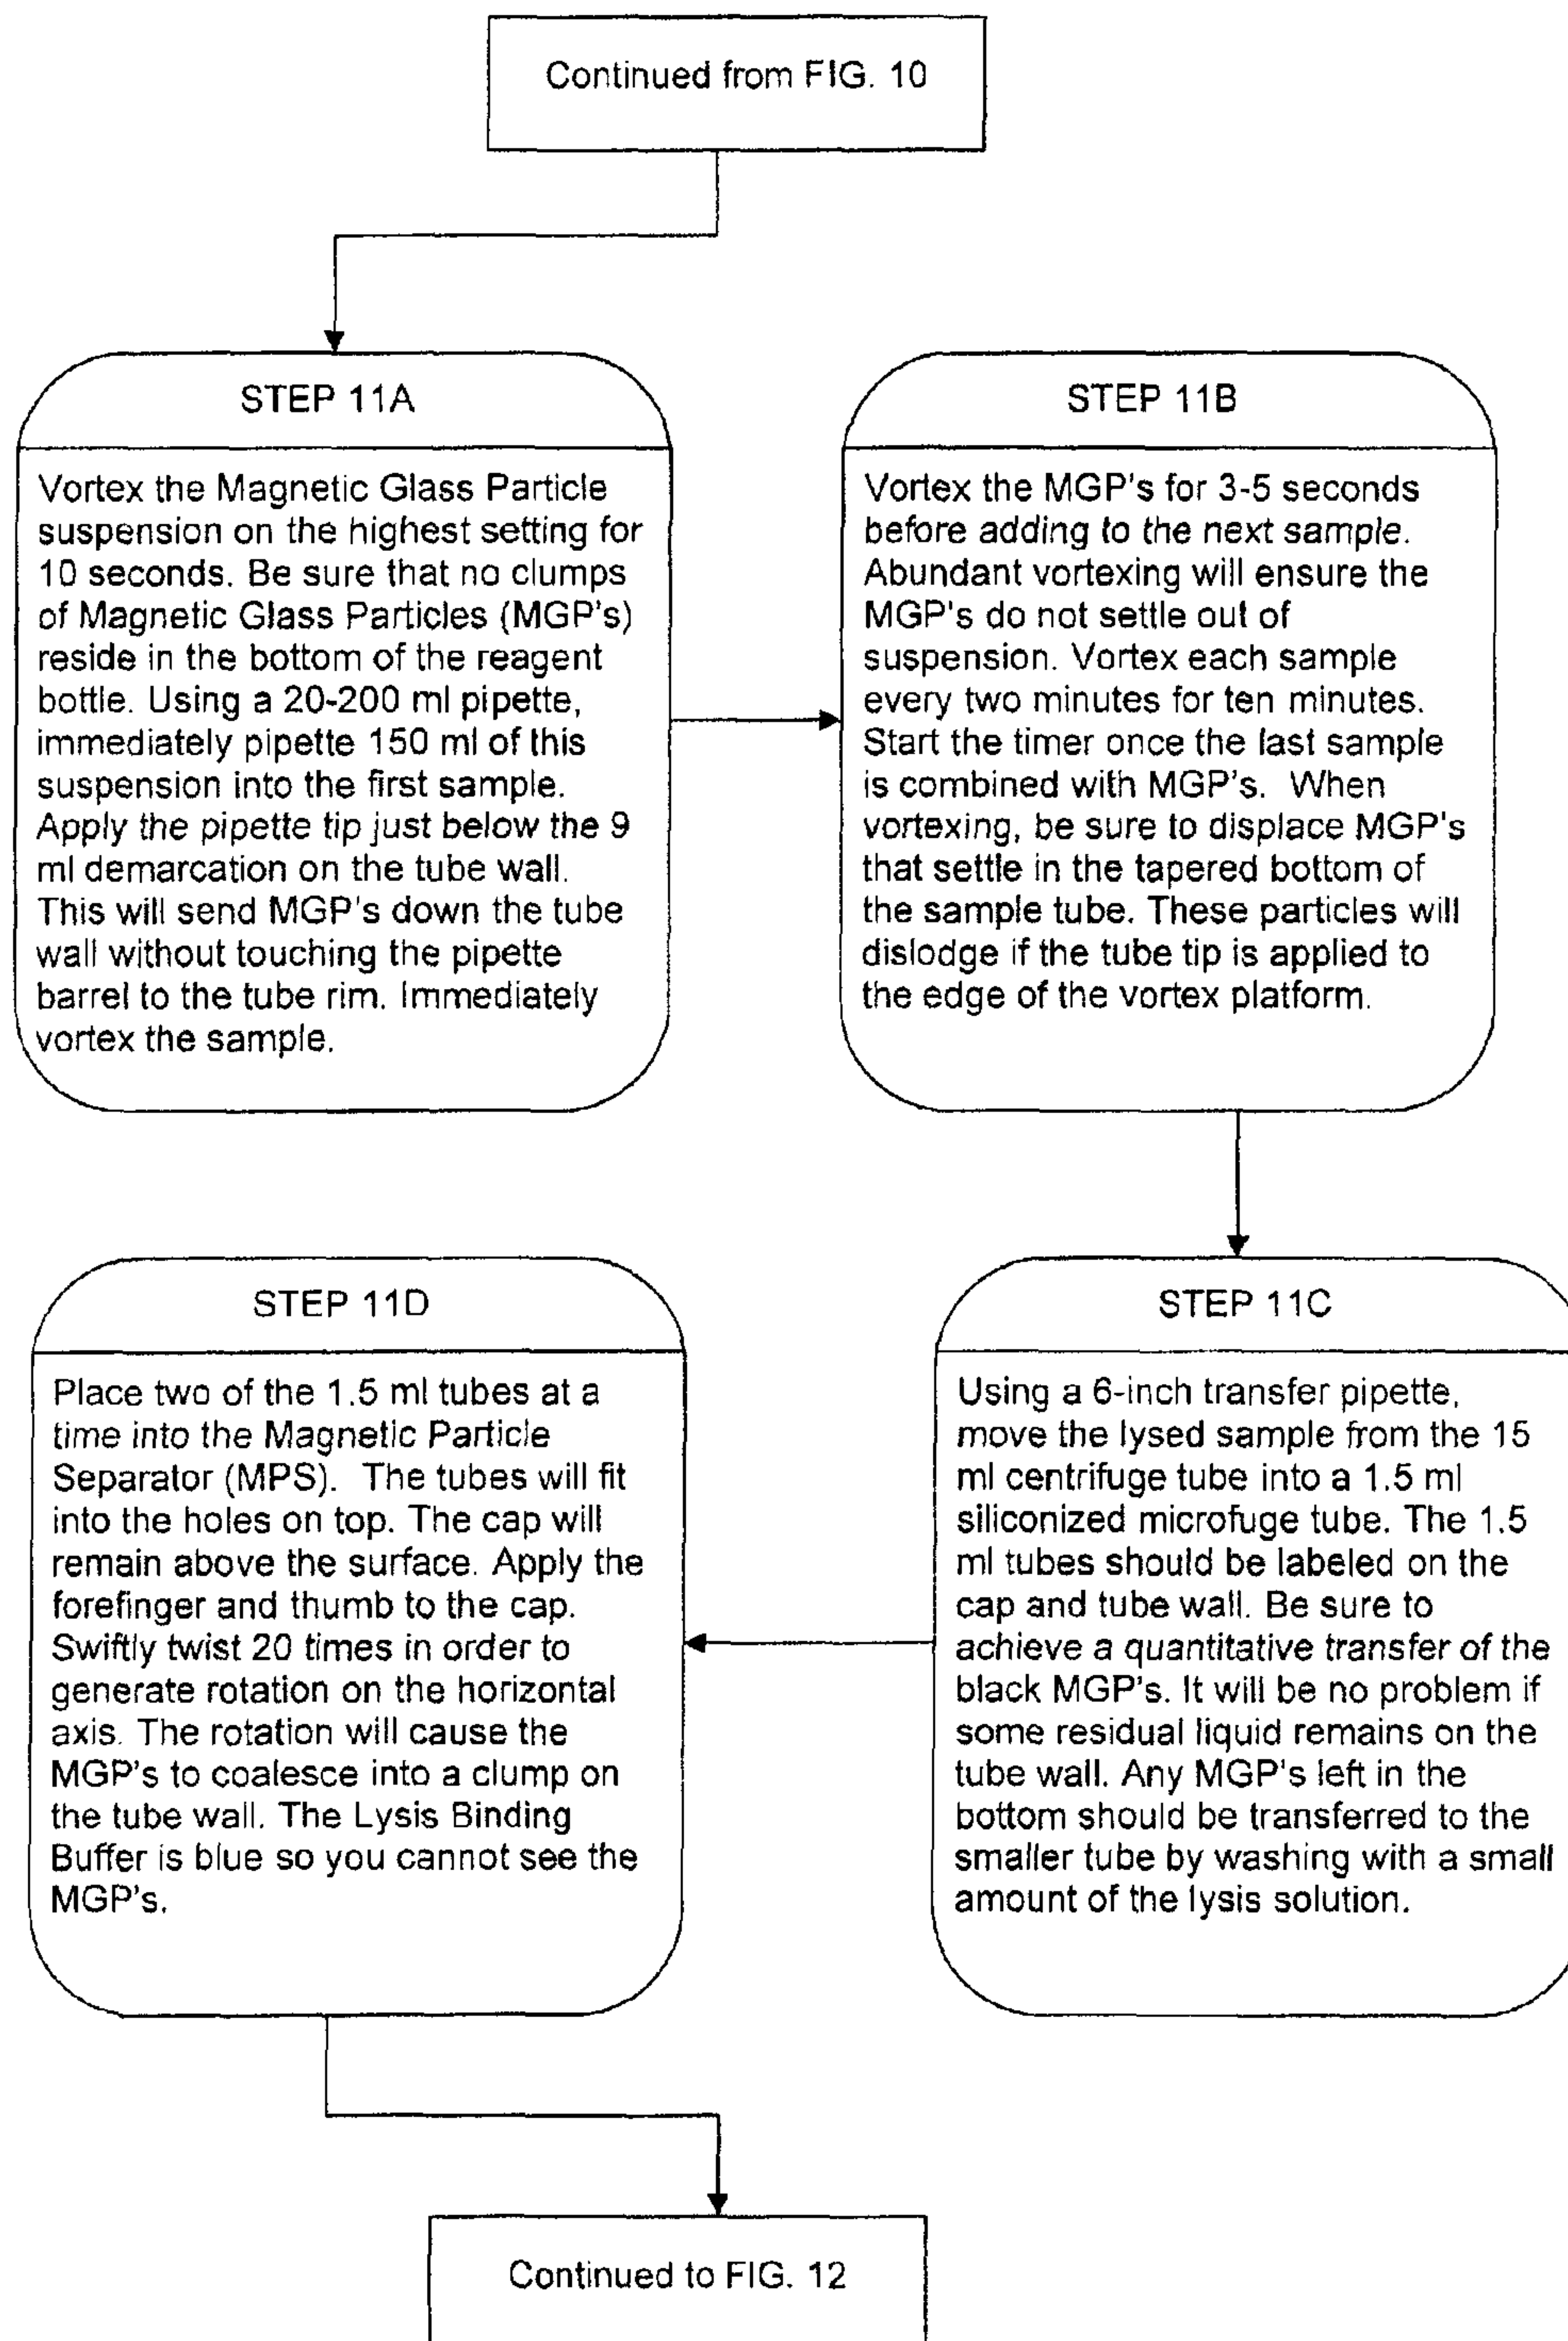 Continued from FIG. 10
STEP 11A
Vortex the Magnetic Glass Particle
suspension on the highest setting for
10 seconds. Be sure that no clumps
of Magnetic Glass Particles (MGP's)
reside in the bottom of the reagent
bottle. Using a 20-200 ml pipette,
immediately pipette 150 ml of this
suspension into the first sample.
Apply the pipette tip just below the 9
ml demarcation on the tube wall.
This will send MGP's down the tube
wall without touching the pipette
barrel to the tube rim. Immediately
vortex the sample.
STEP 11B
Vortex the MGP's for 3-5 seconds
before adding to the next sample.
Abundant vortexing will ensure the
MGP's do not settle out of
suspension. Vortex each sample
every two minutes for ten minutes.
Start the timer once the last sample
is combined with MGP's. When
vortexing, be sure to displace MGP's
that settle in the tapered bottom of
the sample tube. These particles will
dislodge if the tube tip is applied to
the edge of the vortex platform.
STEP 11C
Using a 6-inch transfer pipette,
move the lysed sample from the 15
ml centrifuge tube into a 1.5 ml
siliconized microfuge tube. The 1.5
ml tubes should be labeled on the
cap and tube wall. Be sure to
achieve a quantitative transfer of the
black MGP's. It will be no problem if
some residual liquid remains on the
tube wall. Any MGP's left in the
bottom should be transferred to the
smaller tube by washing with a small
amount of the lysis solution.
STEP 11D
Place two of the 1.5 ml tubes at a
time into the Magnetic Particle
Separator (MPS). The tubes will fit
into the holes on top. The cap will
remain above the surface. Apply the
forefinger and thumb to the cap.
Swiftly twist 20 times in order to
generate rotation on the horizontal
axis. The rotation will cause the
MGP's to coalesce into a clump on
the tube wall. The Lysis Binding
Buffer is blue so you cannot see the
MGP's.
Continued to FIG. 12